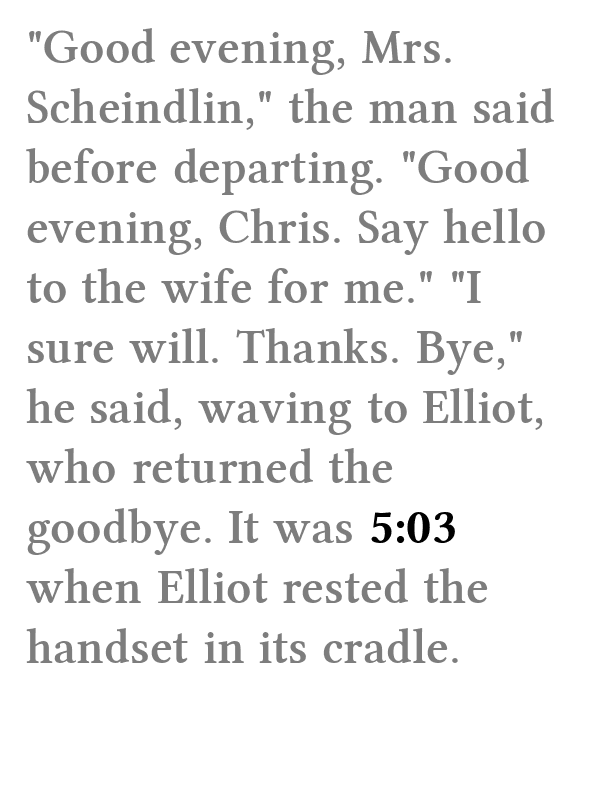 "Good evening, Mrs.
Scheindlin," the man said
before departing. "Good
evening, Chris. Say hello
to the wife for me." "I
sure will. Thanks. Bye,"
he said, waving to Elliot,
who returned the
goodbye. It was 5:03
when Elliot rested the
handset in its cradle.